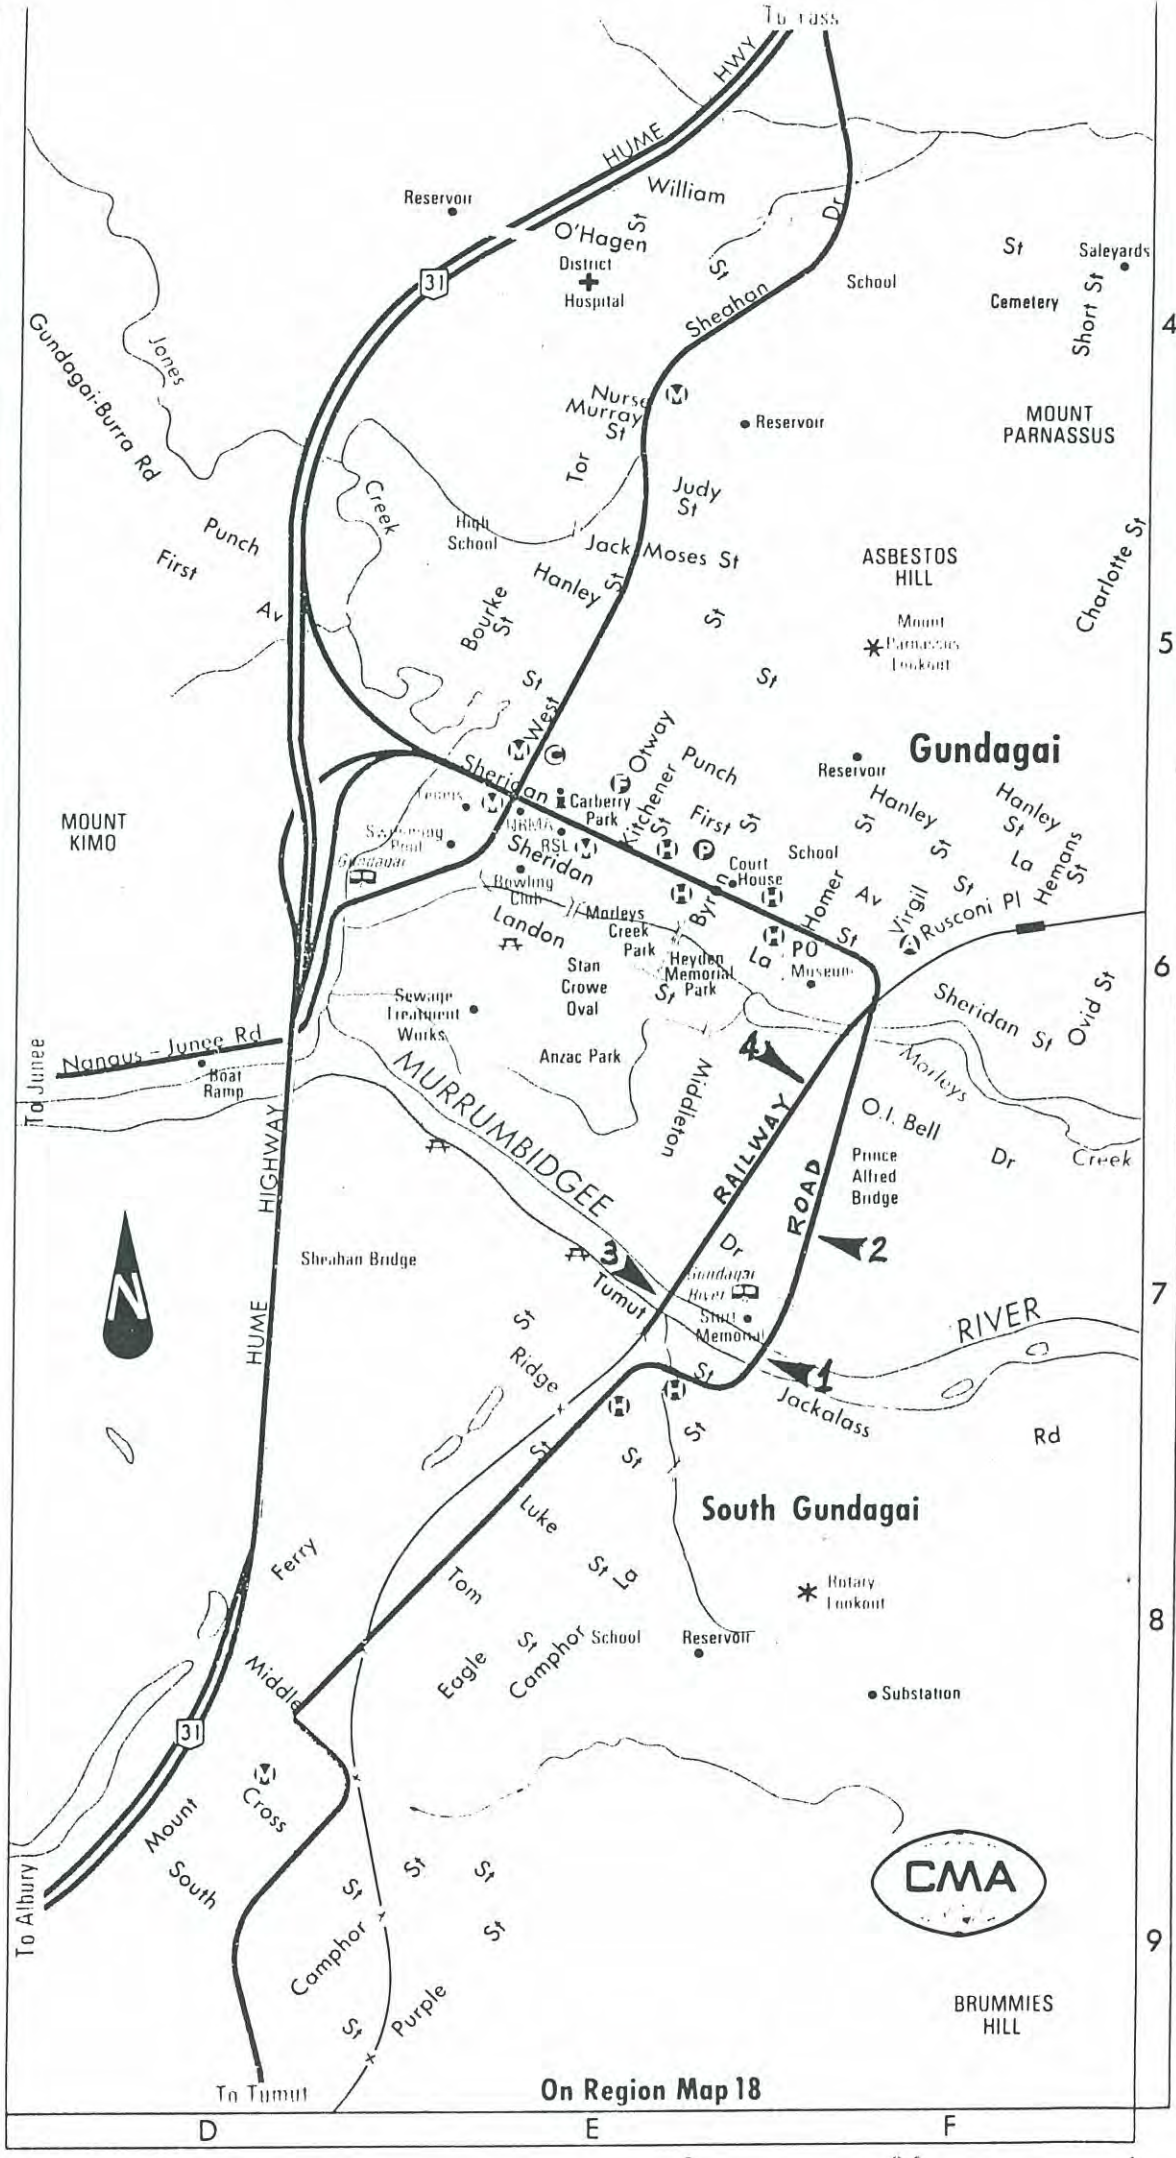 To Yass
HWY
HUME
William
St
Reservoir
O'Hagen
District
Hospital
Dr
St
31
Sheahan
School
St
Saleyards
Cemetery
Short St
4
Gundagai-Burra Rd
Jones
Nurse
Murray
St
M
Reservoir
MOUNT
PARNASSUS
Tor
Creek
Judy
St
High
School
Jack Moses St
Punch
First
Hanley
St
ASBESTOS
HILL
Charlotte St
Av
Bourke
St
St
Mount
Parnassus
Lookout
5
St
St
West
M
C
Otway
Punch
Gundagai
Sheridan
F
Reservoir
Tennis
M
Carberry
Park
Kitchener
St
First
St
Hanley
St
Hanley
St
MOUNT
KIMO
Swimming
Pool
NRMA
RSL
M
H
P
Court
House
School
St
La
Hemans
St
Gundagai
Sheridan
Bowling
Club
H
Byron
H
Homer
Av
St
Virgil
Rusconi Pl
Landon
Morleys
Creek
Park
H
PO
St
La
Museum
Heyden
Memorial
Park
St
Stan
Crowe
Oval
6
Sewage
Treatment
Works
Sheridan St
Ovid St
Nangus - Junee Rd
To Junee
Boat
Ramp
Anzac Park
4
Middleton
Morleys
Creek
MURRUMBIDGEE
O.I. Bell
Dr
RAILWAY
ROAD
Prince
Alfred
Bridge
HIGHWAY
N
Sheahan Bridge
2
3
Dr
Gundagai
River
Tumut
Sturt
Memorial
7
HUME
RIVER
St
Ridge
St
1
H
H
Jackalass
Rd
St
St
St
South Gundagai
Luke
Ferry
Tom
St
La
Rotary
Lookout
8
Middle
Eagle
St
Camphor
School
Reservoir
Substation
31
M
Cross
Mount
South
St
St
St
CMA
To Albury
Camphor
St
St
9
Purple
BRUMMIES
HILL
To Tumut
On Region Map 18
D
E
F